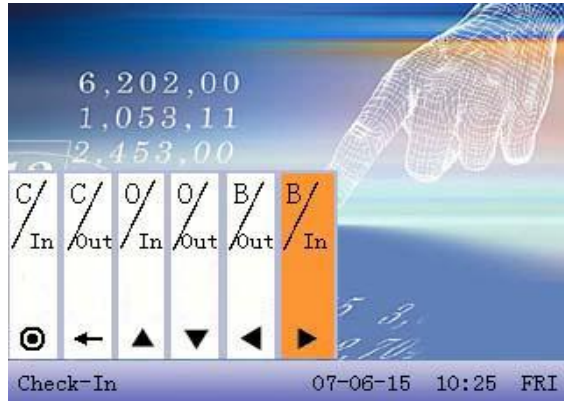 6,202,00
1,053,11
2,453,00
C/In C/Out O/In O/Out B/Out B/In
Check-In 07-06-15 10:25 FRI